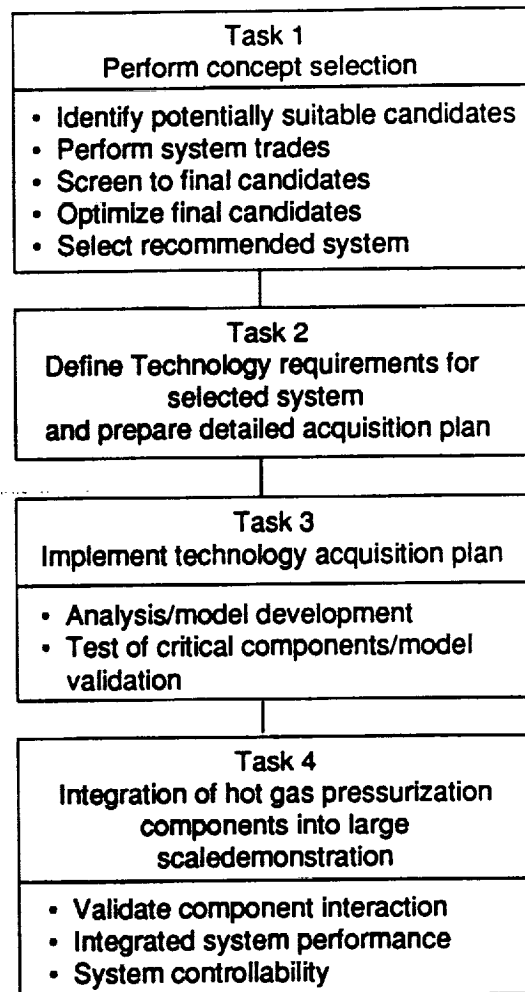 Task 1
Perform concept selection
• Identify potentially suitable candidates
• Perform system trades
• Screen to final candidates
• Optimize final candidates
• Select recommended system
Task 2
Define Technology requirements for
selected system
and prepare detailed acquisition plan
Task 3
Implement technology acquisition plan
• Analysis/model development
• Test of critical components/model
validation
Task 4
Integration of hot gas pressurization
components into large
scaledemonstration
• Validate component interaction
• Integrated system performance
• System controllability